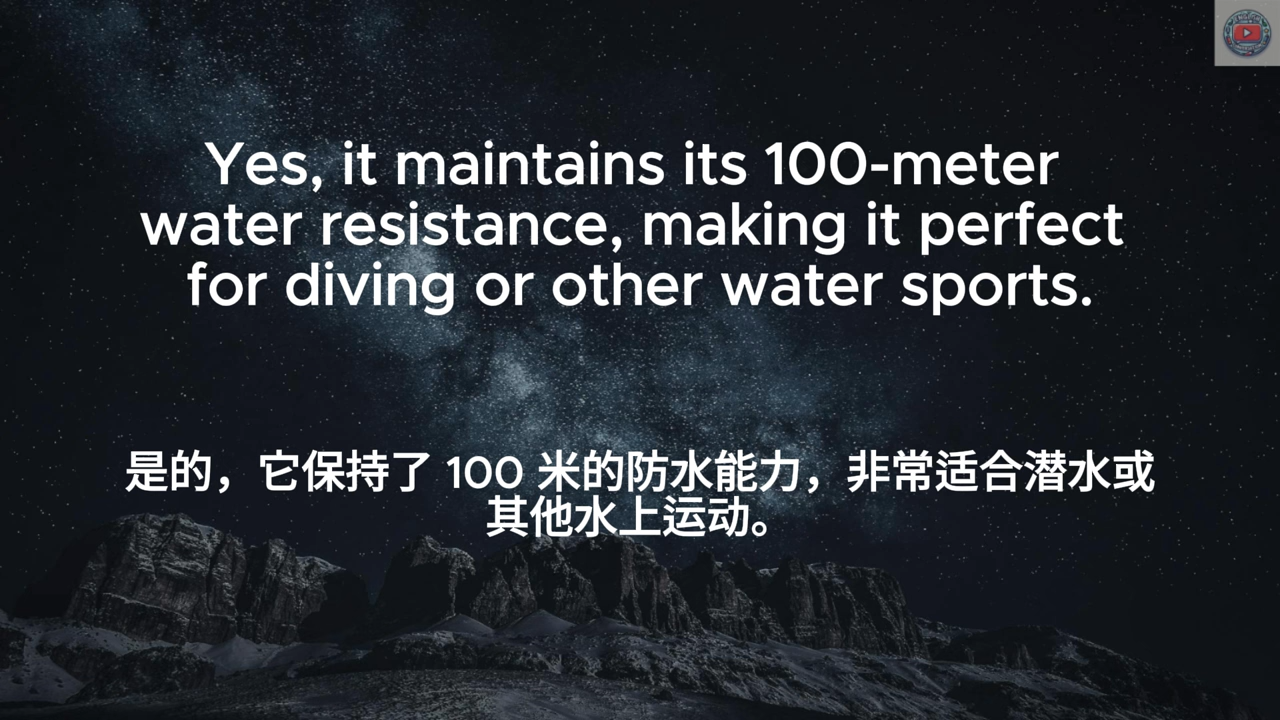 Yes, it maintains its 100-meter
water resistance, making it perfect
for diving or other water sports.
是的，它保持了 100 米的防水能力，非常适合潜水或
其他水上运动。